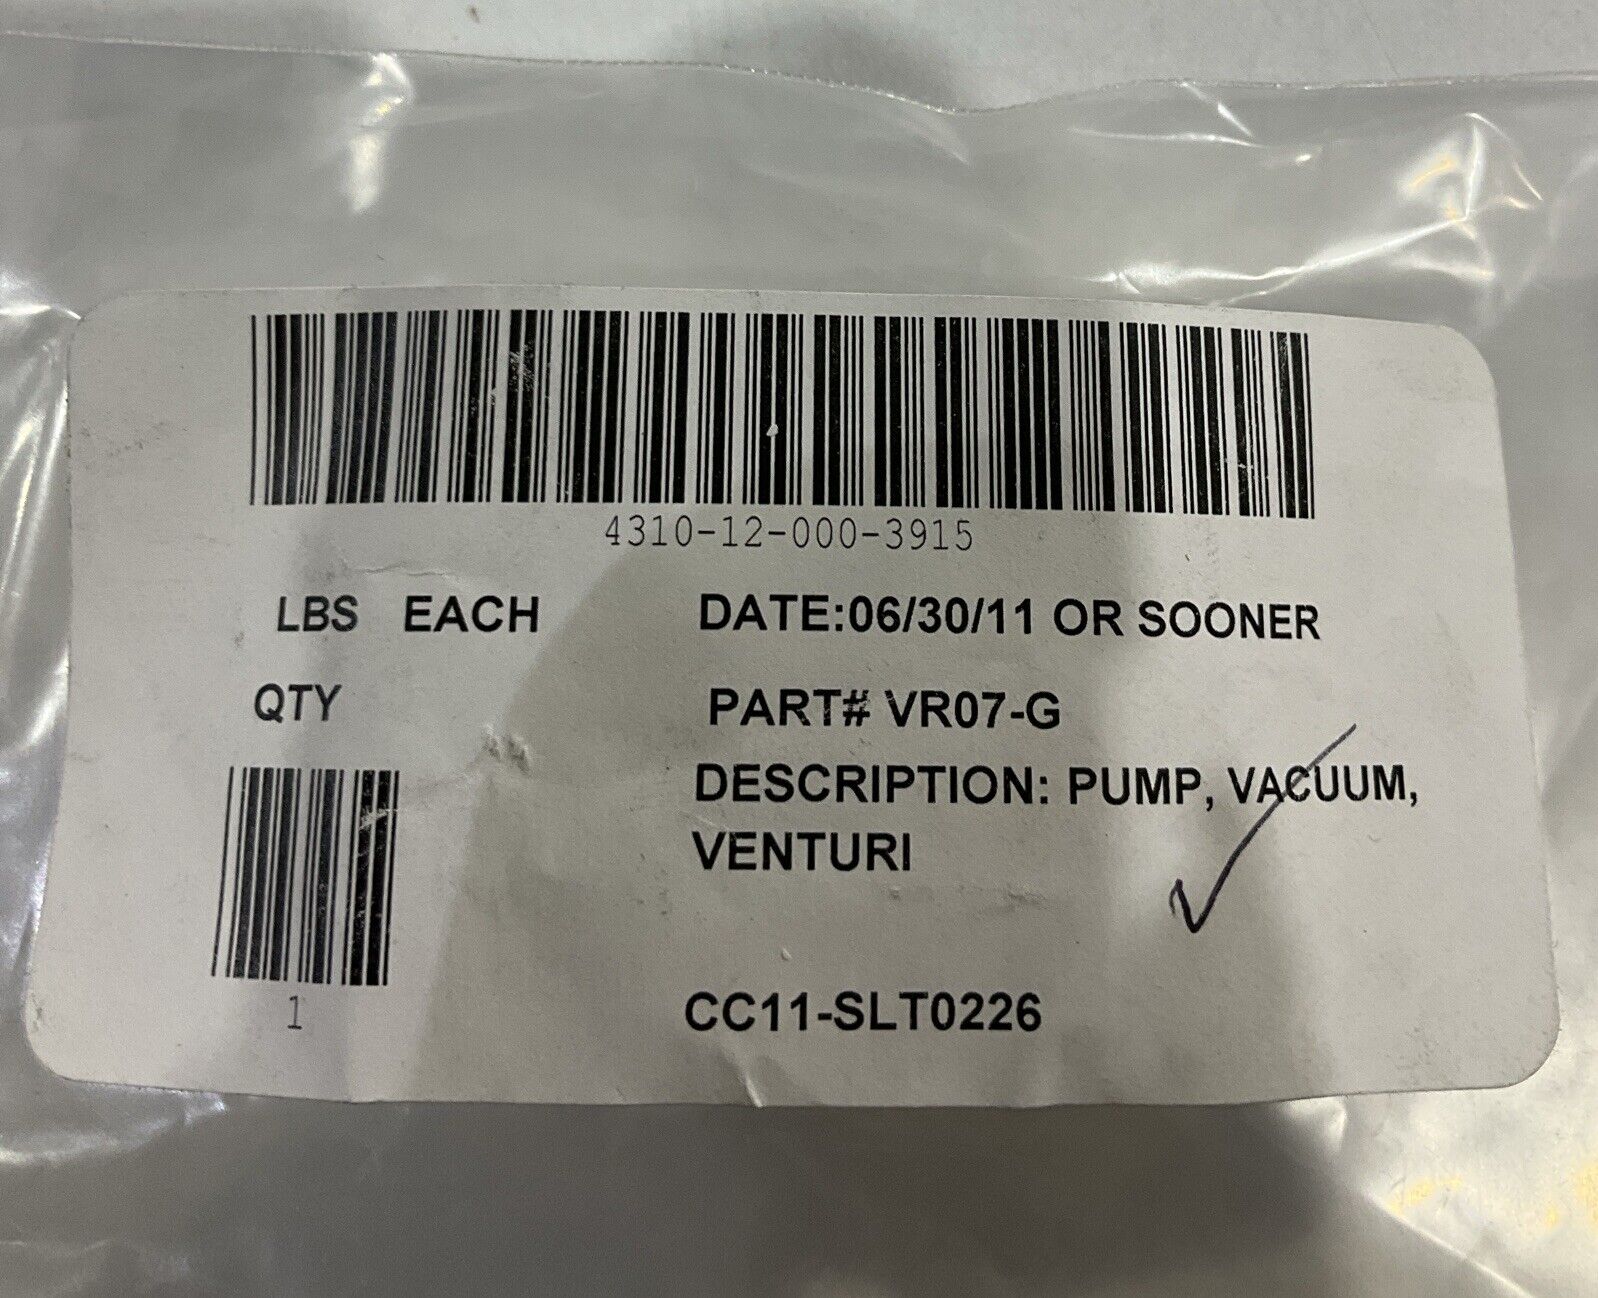 4310-12-000-3915
LBS EACH
DATE:06/30/11 OR SOONER
QTY
PART# VR07-G
DESCRIPTION: PUMP, VACUUM,
VENTURI
1
CC11-SLT0226